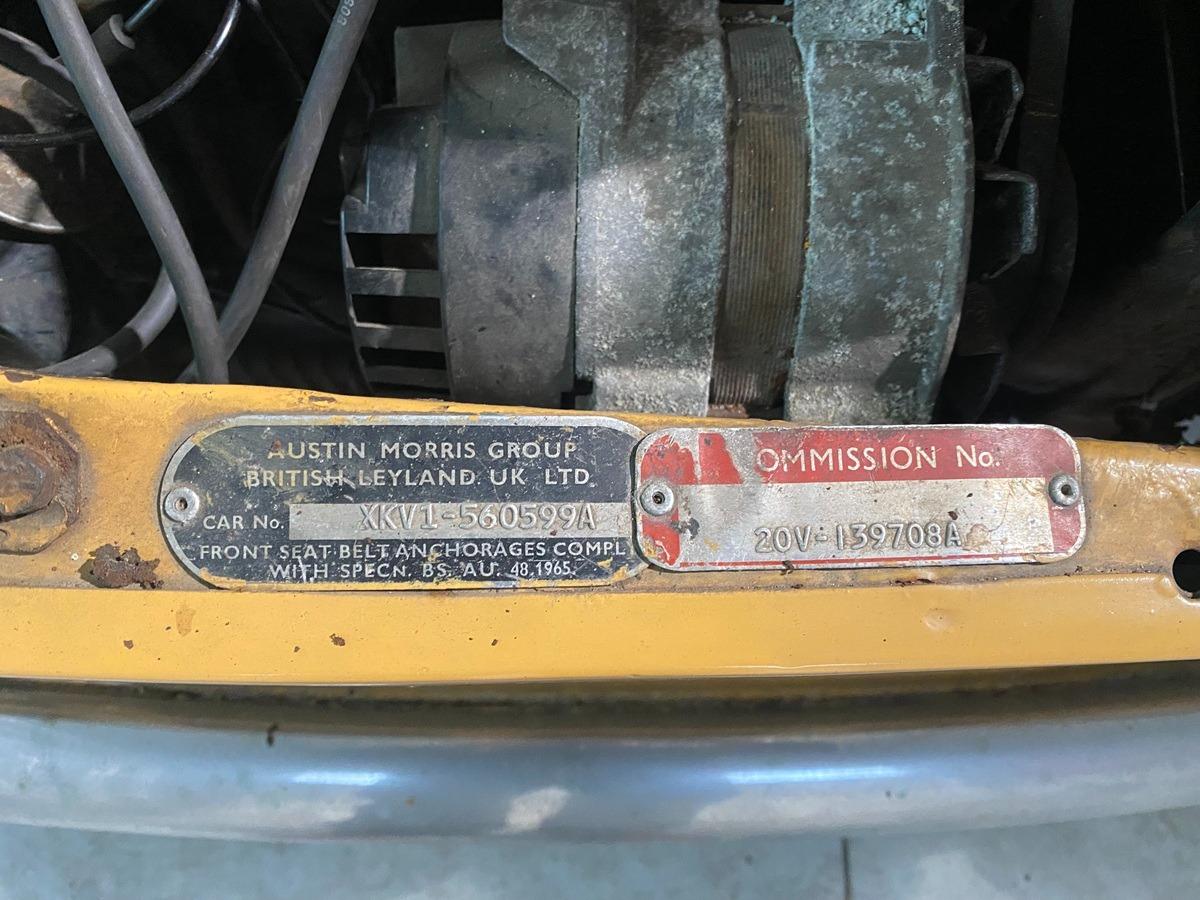 AUSTIN MORRIS GROUP
BRITISH LEYLAND. UK LTD.
CAR No. XKV1-560599A
FRONT SEAT BELT ANCHORAGES COMPL
WITH SPECN. BS. AU. 48.1965.
OMMISSION No.
20V-139708A